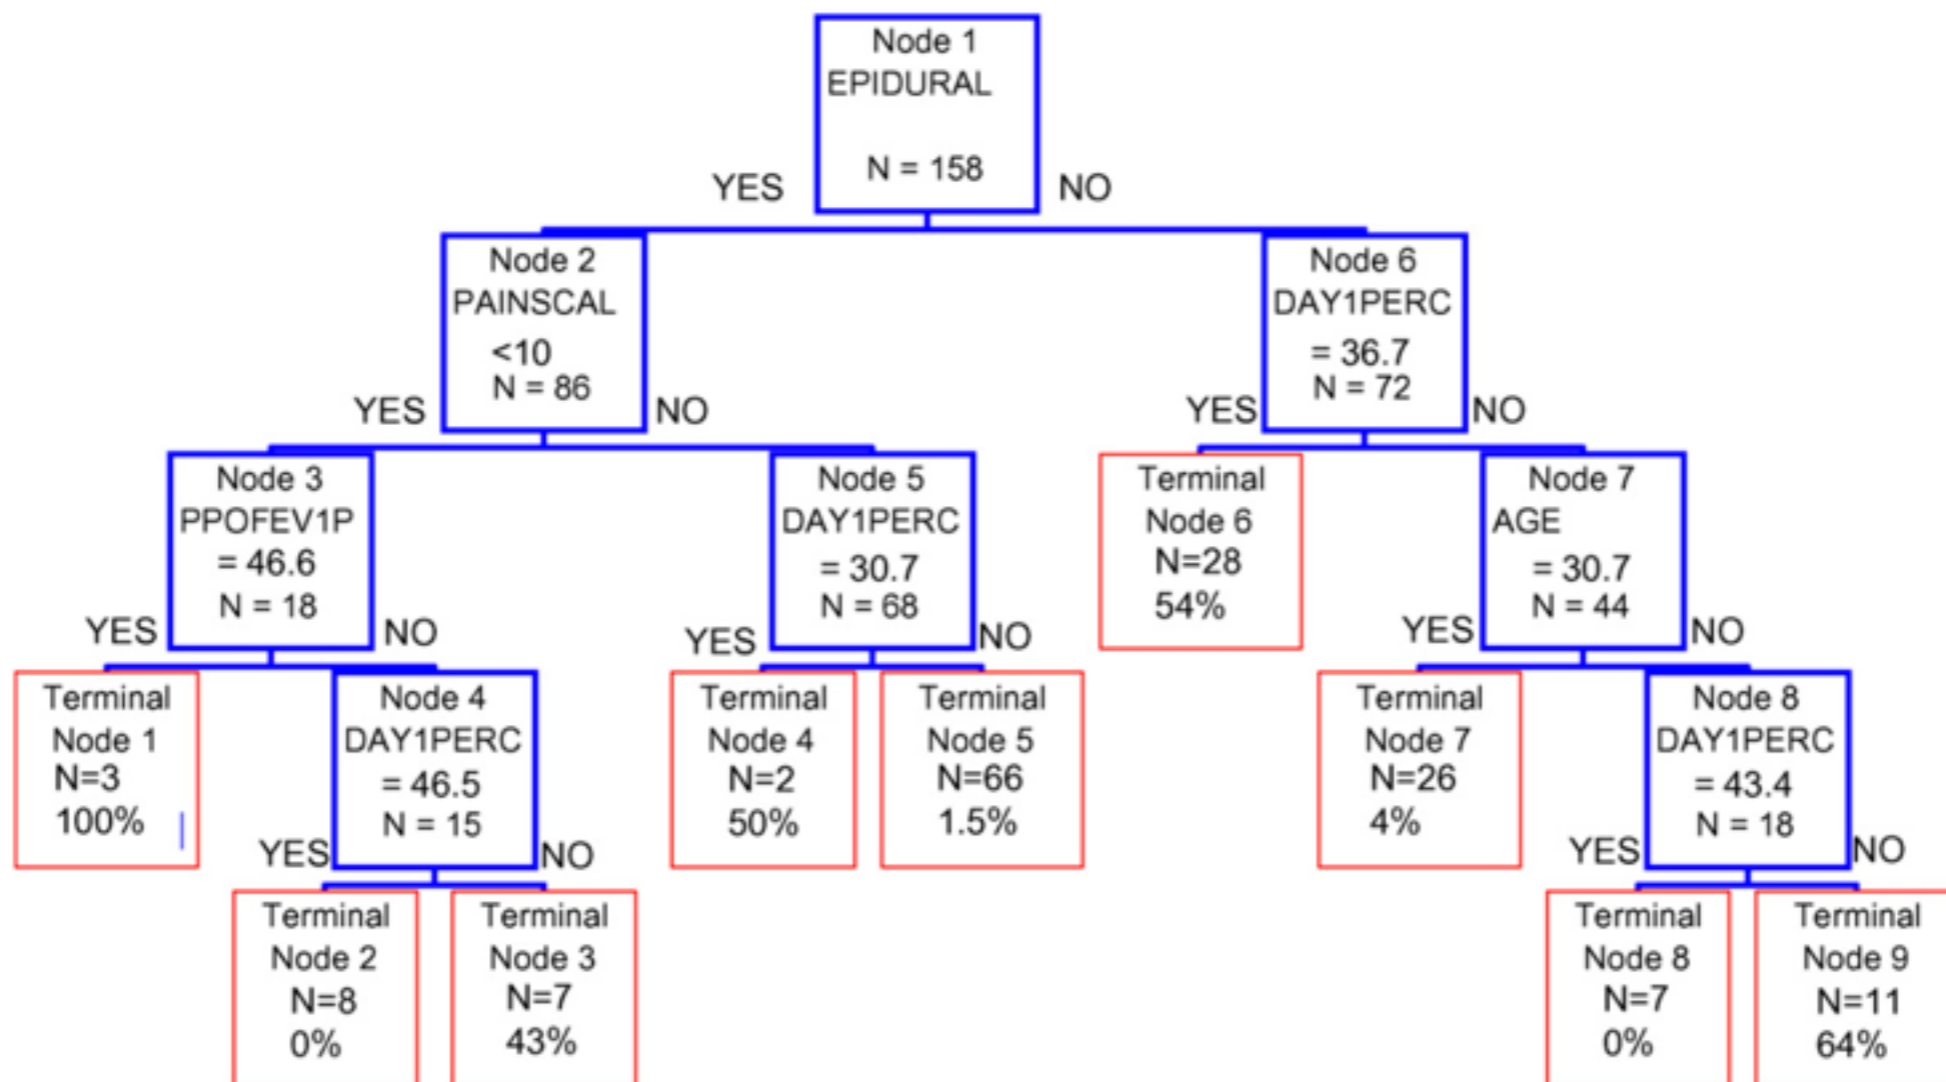 Node 1
EPIDURAL
N = 158
YES
NO
Node 2
PAINSCAL
<10
N = 86
YES
NO
Node 6
DAY1PERC
= 36.7
N = 72
YES
NO
Node 3
PPOFEV1P
= 46.6
N = 18
YES
NO
Node 5
DAY1PERC
= 30.7
N = 68
YES
NO
Terminal
Node 6
N=28
54%
Node 7
AGE
= 30.7
N = 44
YES
NO
Terminal
Node 1
N=3
100%
Node 4
DAY1PERC
= 46.5
N = 15
YES
NO
Terminal
Node 4
N=2
50%
Terminal
Node 5
N=66
1.5%
Terminal
Node 7
N=26
4%
Node 8
DAY1PERC
= 43.4
N = 18
YES
NO
Terminal
Node 2
N=8
0%
Terminal
Node 3
N=7
43%
Terminal
Node 8
N=7
0%
Terminal
Node 9
N=11
64%